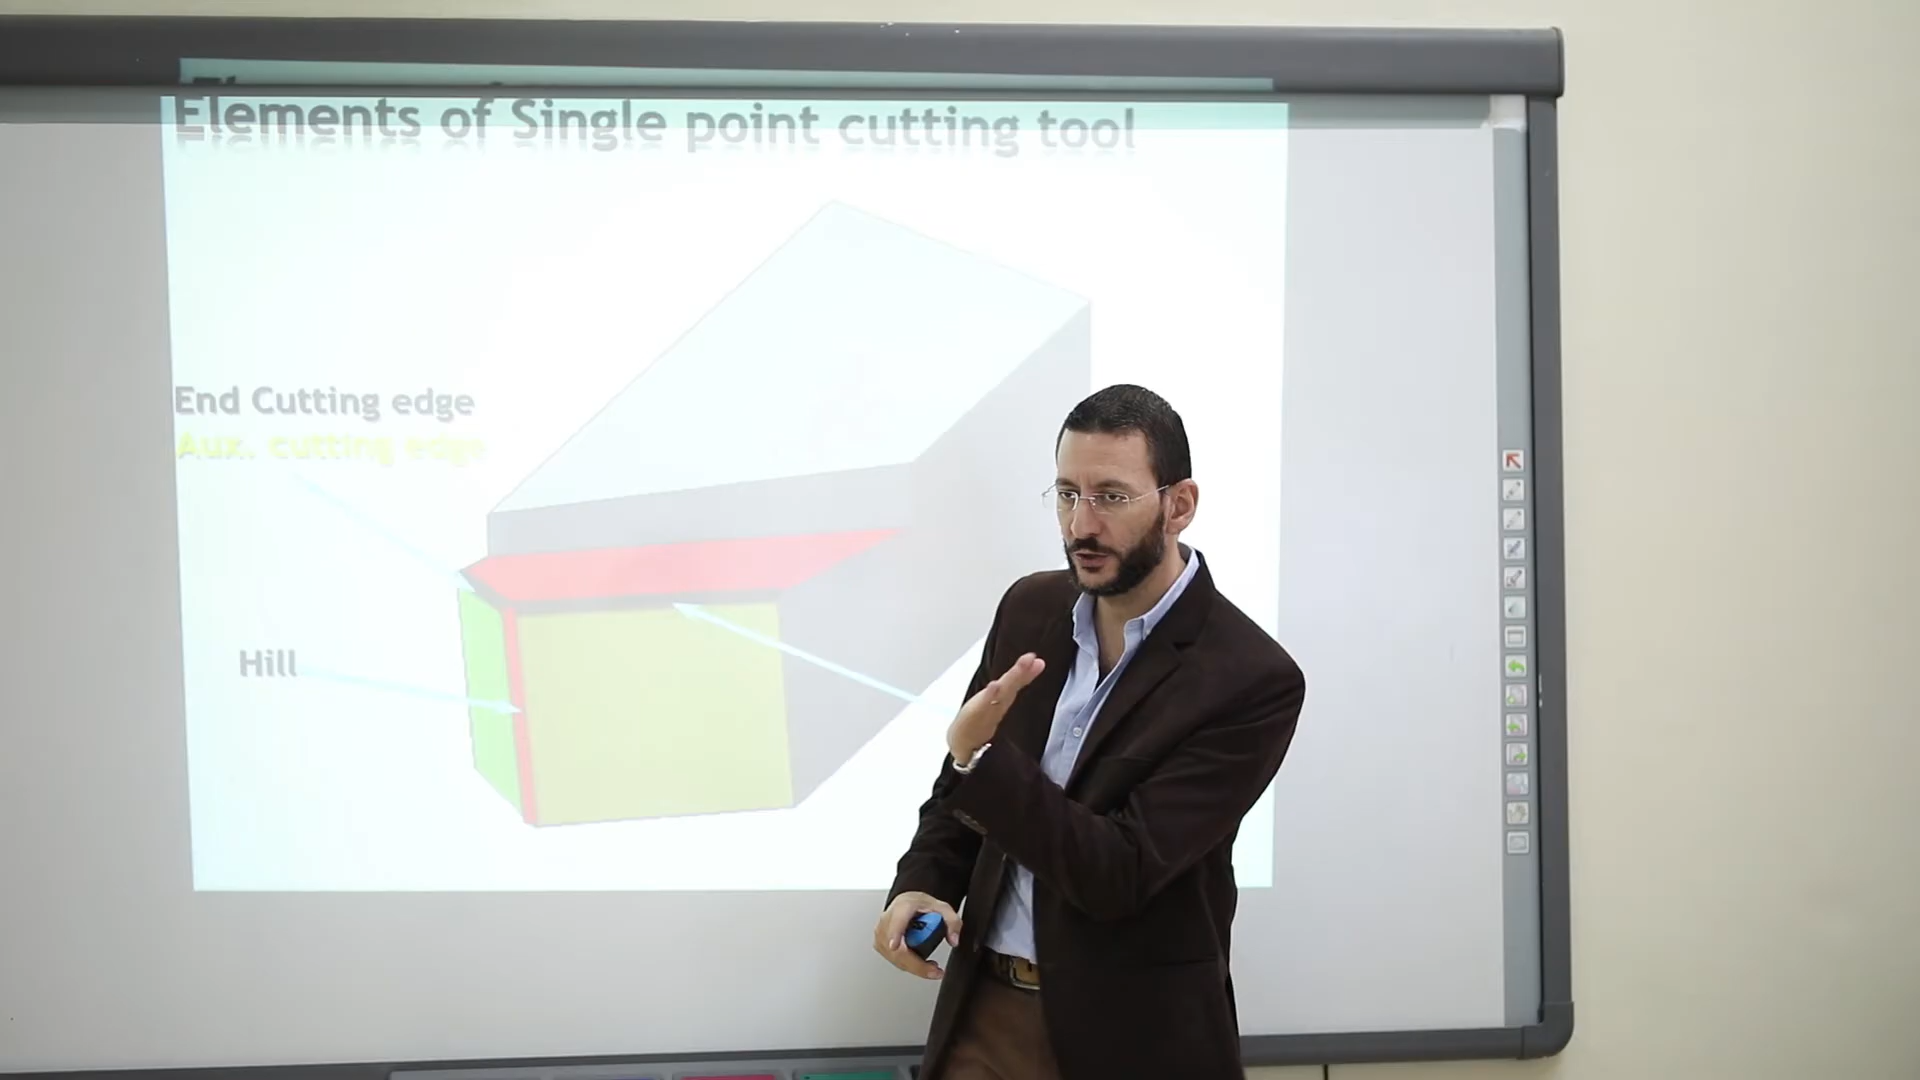 Elements of Single point cutting tool
End Cutting edge
Aux. cutting edge
Hill